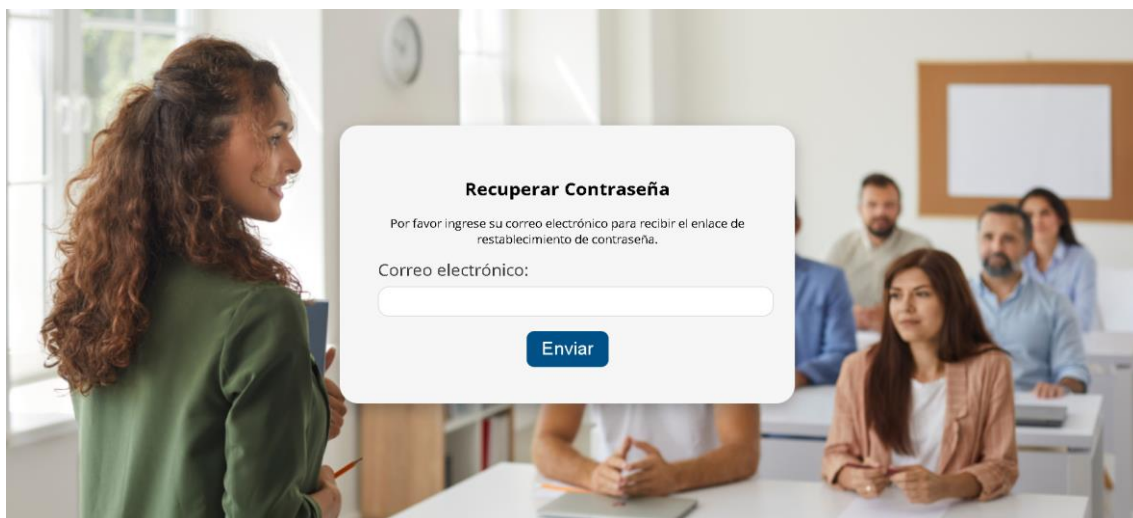 Recuperar Contraseña
Por favor ingrese su correo electrónico para recibir el enlace de
restablecimiento de contraseña.
Correo electrónico:
Enviar